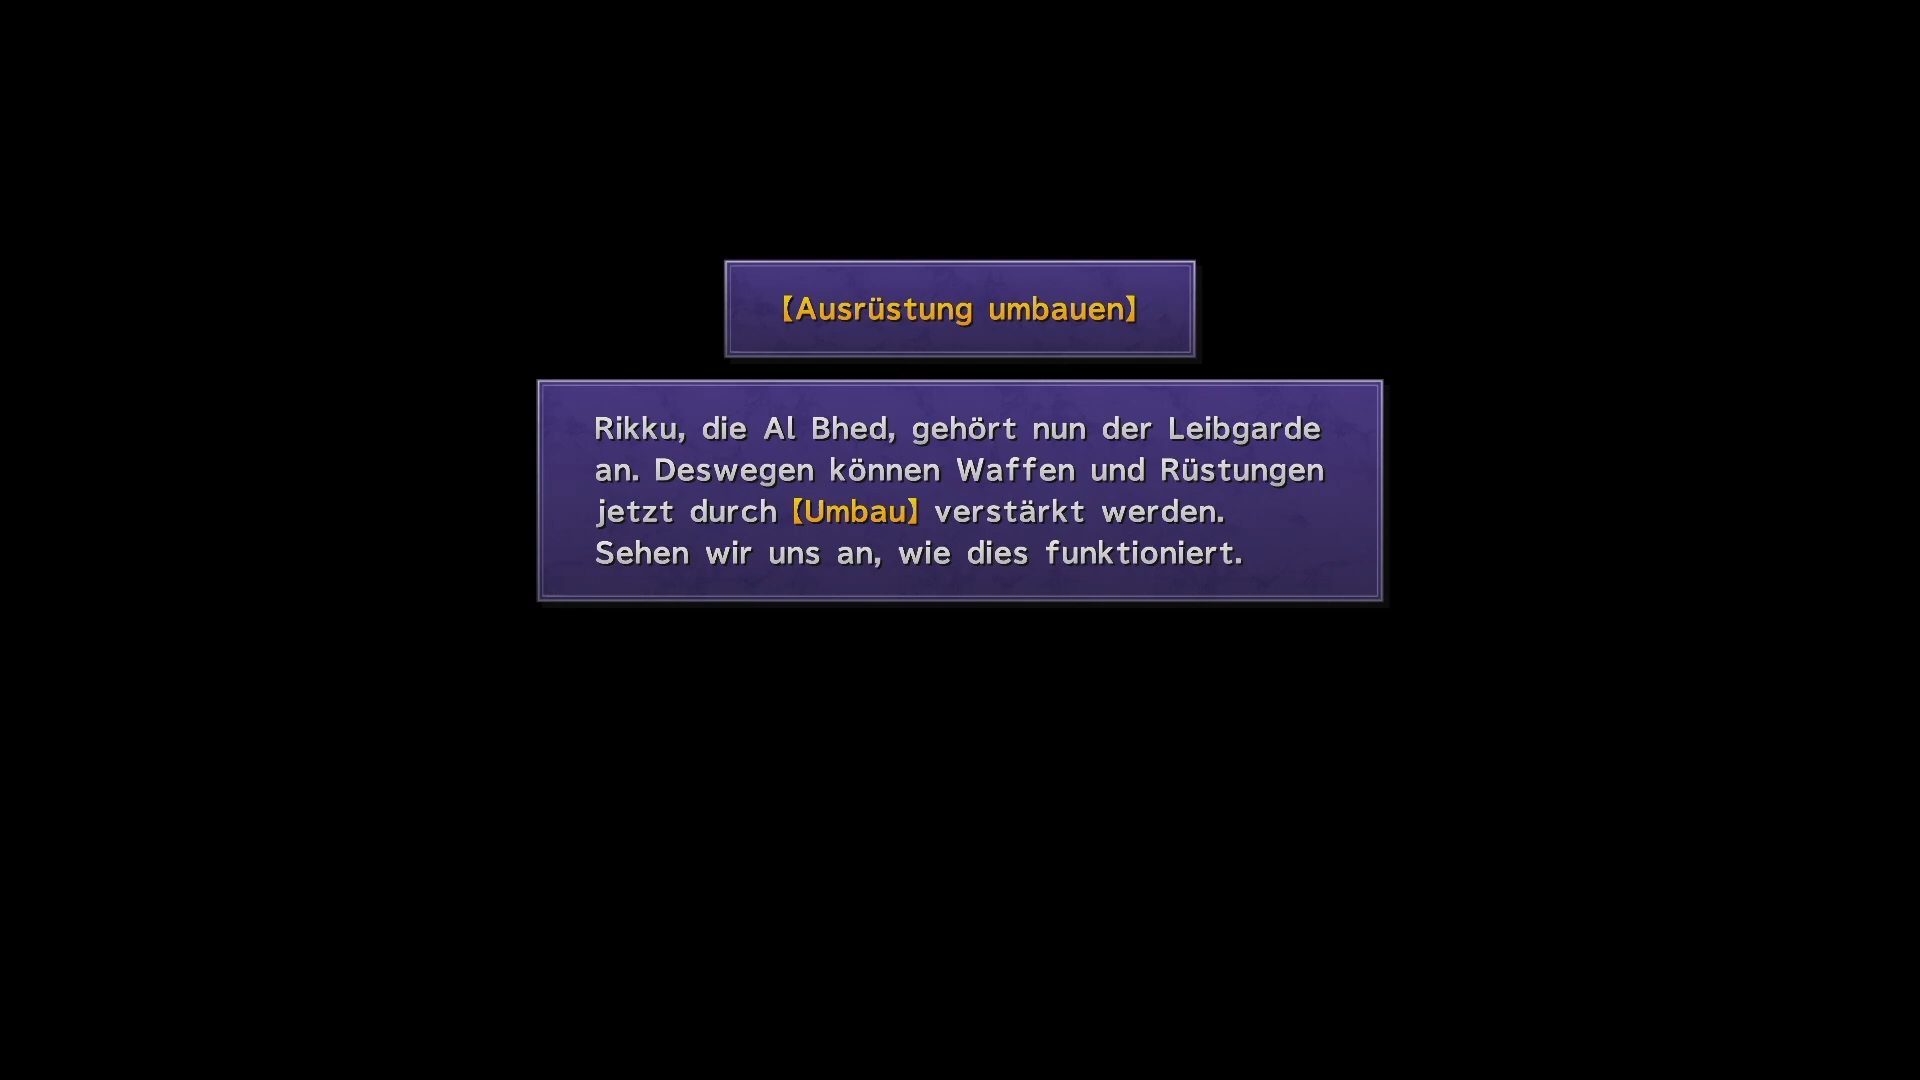 【Ausrüstung umbauen】
Rikku, die Al Bhed, gehört nun der Leibgarde
an. Deswegen können Waffen und Rüstungen
jetzt durch【Umbau】verstärkt werden.
Sehen wir uns an, wie dies funktioniert.